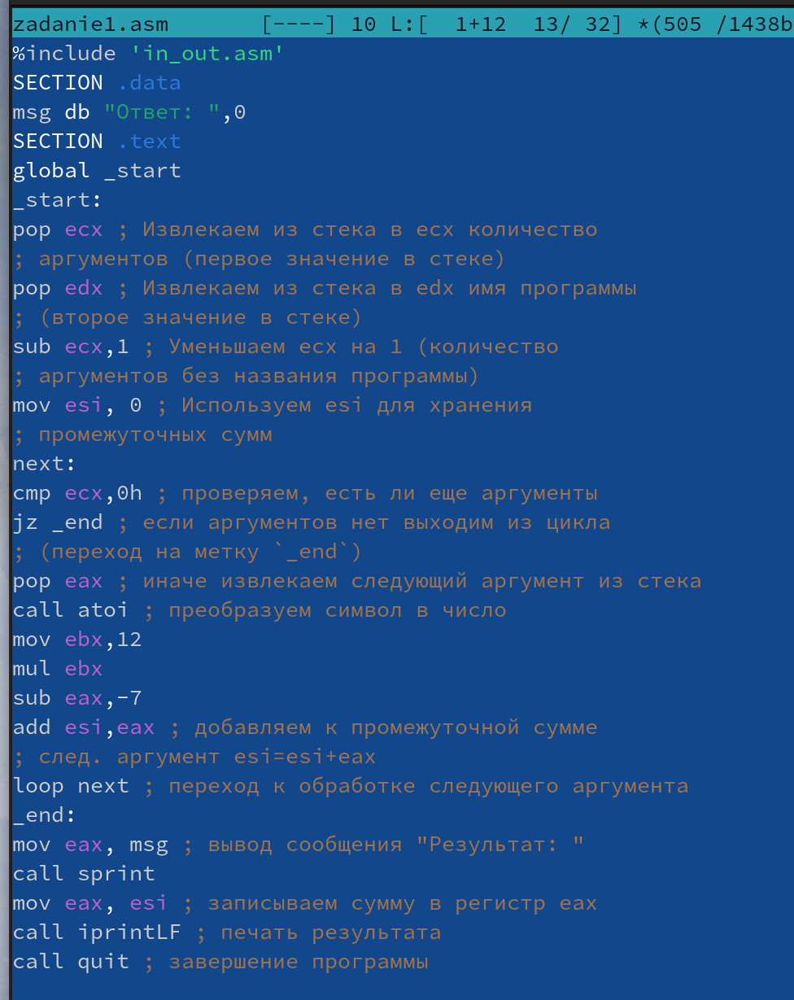 zadanie1.asm [----] 10 L:[ 1+12 13/ 32] *(505 /1438b
%include 'in_out.asm'
SECTION .data
msg db "Ответ: ",0
SECTION .text
global _start
_start:
pop ecx ; Извлекаем из стека в ecx количество
; аргументов (первое значение в стеке)
pop edx ; Извлекаем из стека в edx имя программы
; (второе значение в стеке)
sub ecx,1 ; Уменьшаем ecx на 1 (количество
; аргументов без названия программы)
mov esi, 0 ; Используем esi для хранения
; промежуточных сумм
next:
cmp ecx,0h ; проверяем, есть ли еще аргументы
jz _end ; если аргументов нет выходим из цикла
; (переход на метку `_end`)
pop eax ; иначе извлекаем следующий аргумент из стека
call atoi ; преобразуем символ в число
mov ebx,12
mul ebx
sub eax,-7
add esi,eax ; добавляем к промежуточной сумме
; след. аргумент esi=esi+eax
loop next ; переход к обработке следующего аргумента
_end:
mov eax, msg ; вывод сообщения "Результат: "
call sprint
mov eax, esi ; записываем сумму в регистр eax
call iprintLF ; печать результата
call quit ; завершение программы